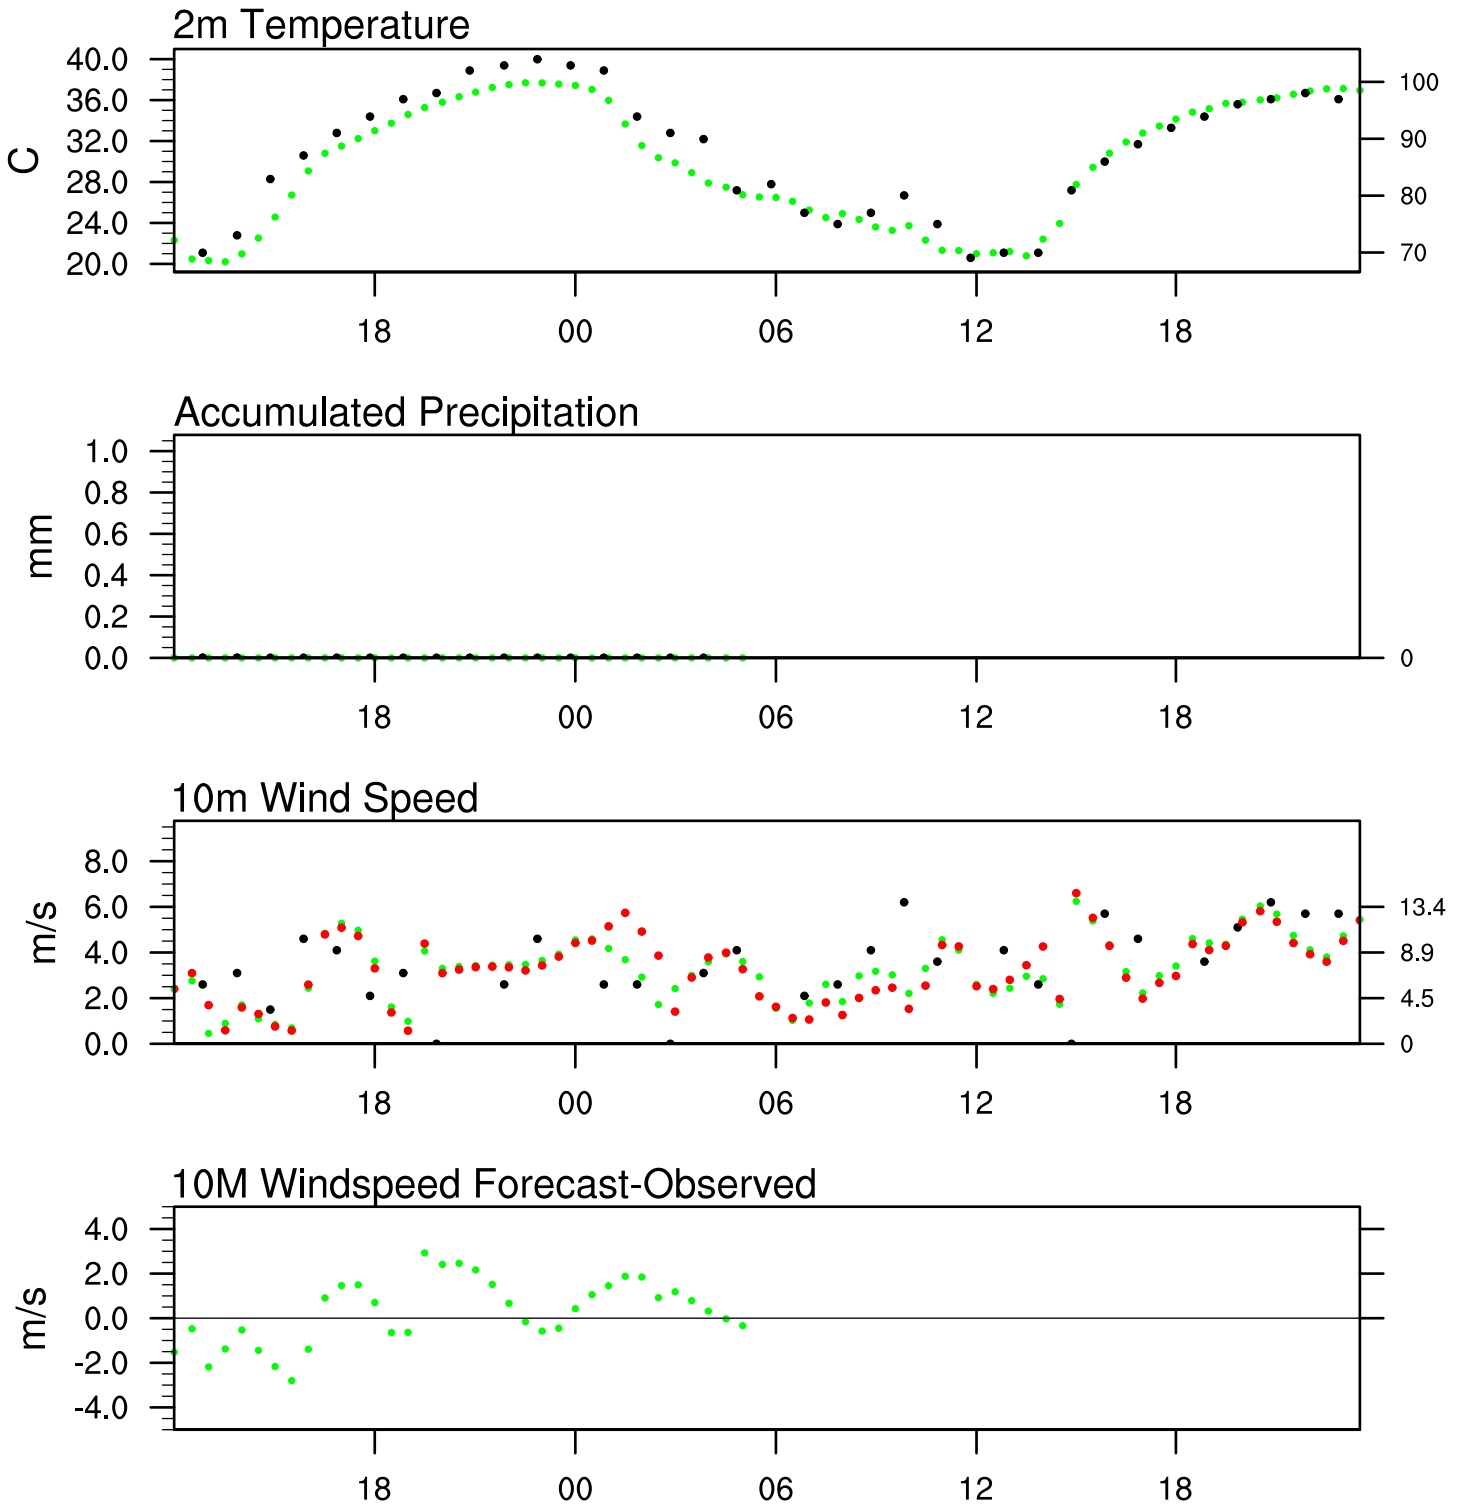 2m Temperature
40.0
36.0
32.0
28.0
24.0
20.0
C
100
90
80
70
18 00 06 12 18
Accumulated Precipitation
1.0
0.8
0.6
0.4
0.2
0.0
mm
0
18 00 06 12 18
10m Wind Speed
8.0
6.0
4.0
2.0
0.0
m/s
13.4
8.9
4.5
0
18 00 06 12 18
10M Windspeed Forecast-Observed
4.0
2.0
0.0
-2.0
-4.0
m/s
18 00 06 12 18